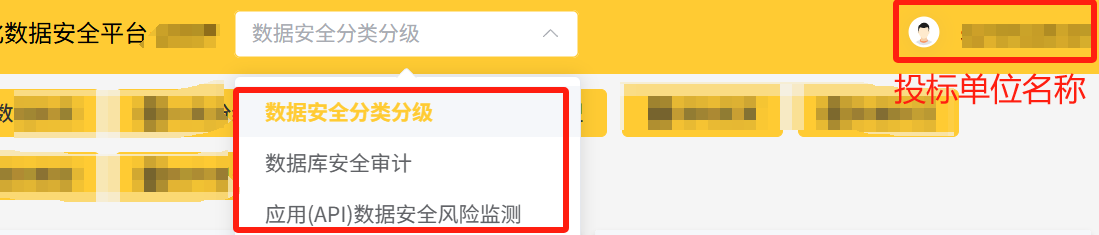 数据安全平台
数据安全分类分级
投标单位名称
数据安全分类分级
数据库安全审计
应用(API)数据安全风险监测